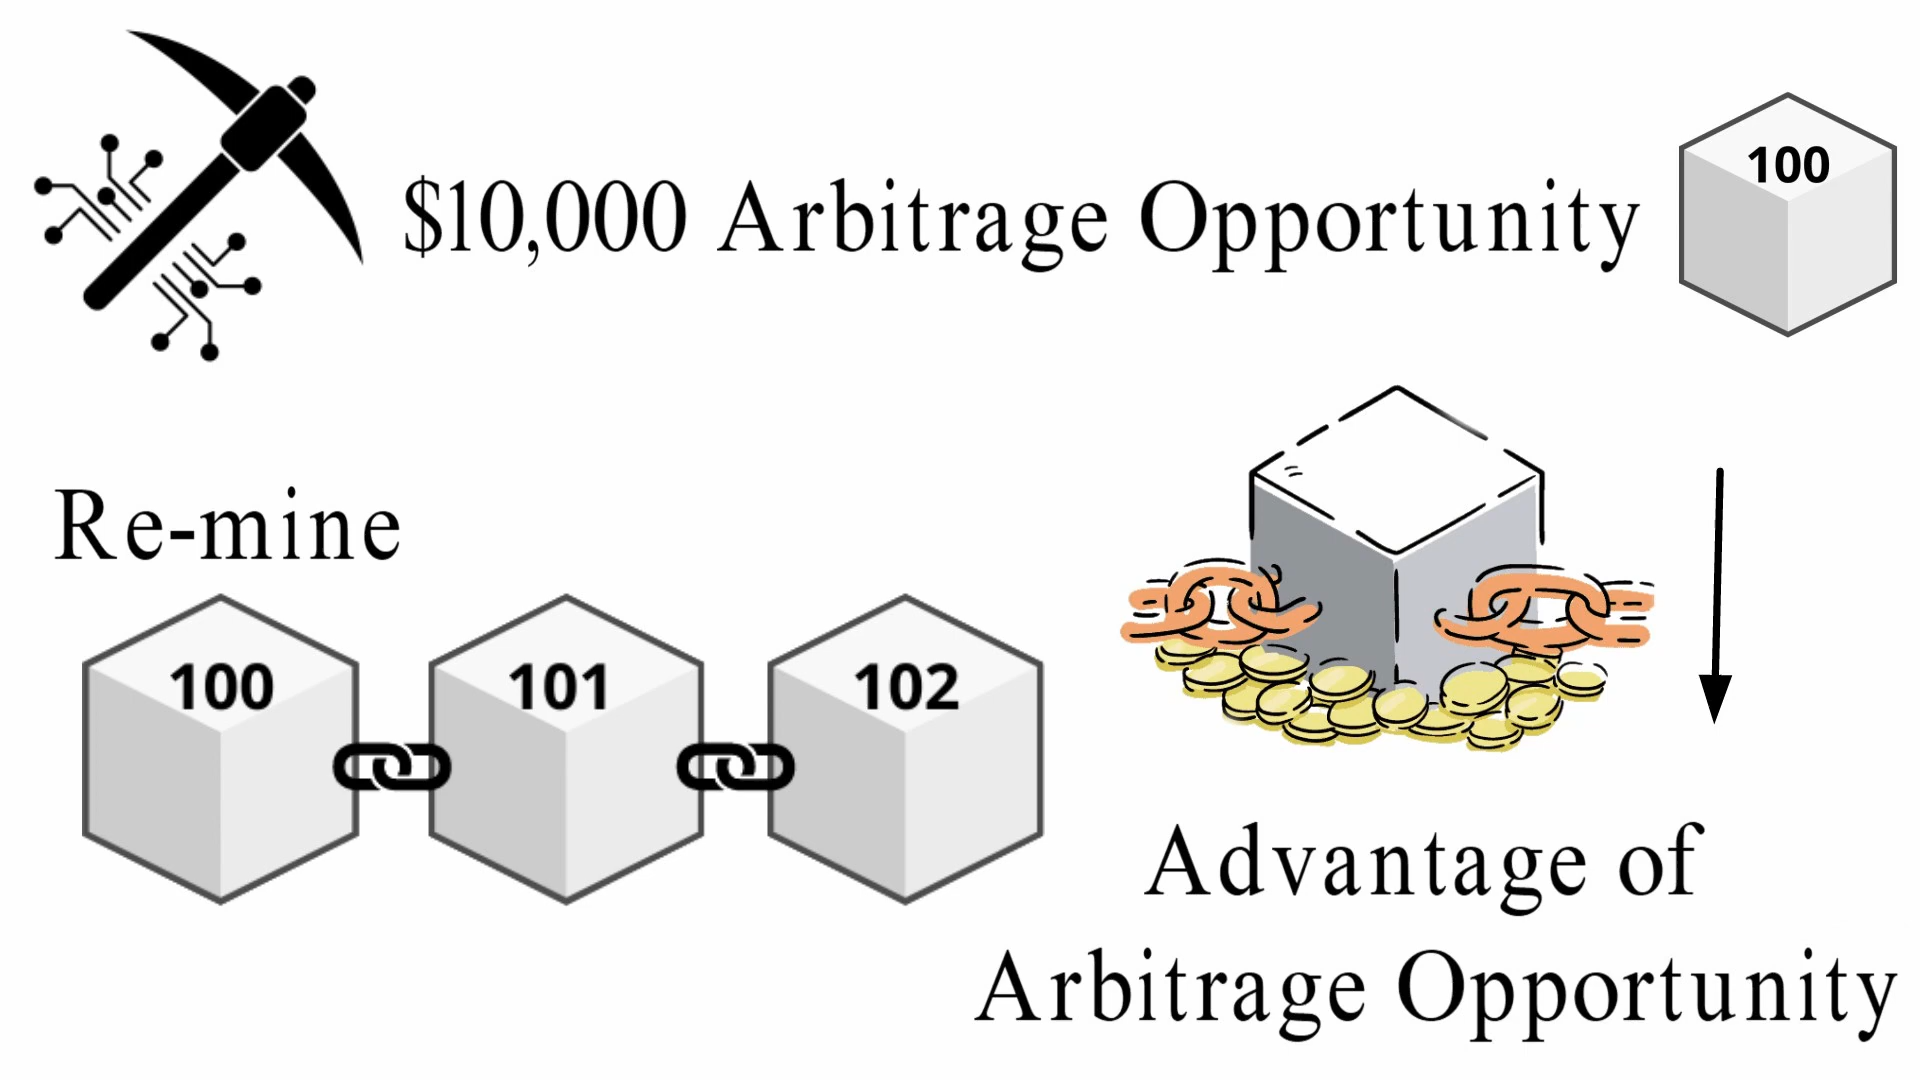 $10,000 Arbitrage Opportunity
100
Re-mine
100
101
102
Advantage of
Arbitrage Opportunity